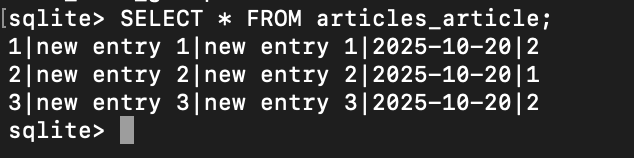 [sqlite> SELECT * FROM articles_article;
1|new entry 1|new entry 1|2025-10-20|2
2|new entry 2|new entry 2|2025-10-20|1
3|new entry 3|new entry 3|2025-10-20|2
sqlite>